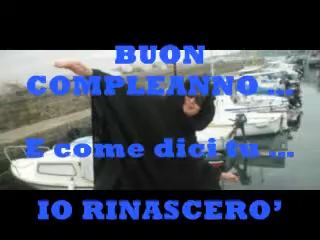 BUON
COMPLEANNO ...
E come dici tu ...
IO RINASCERO'